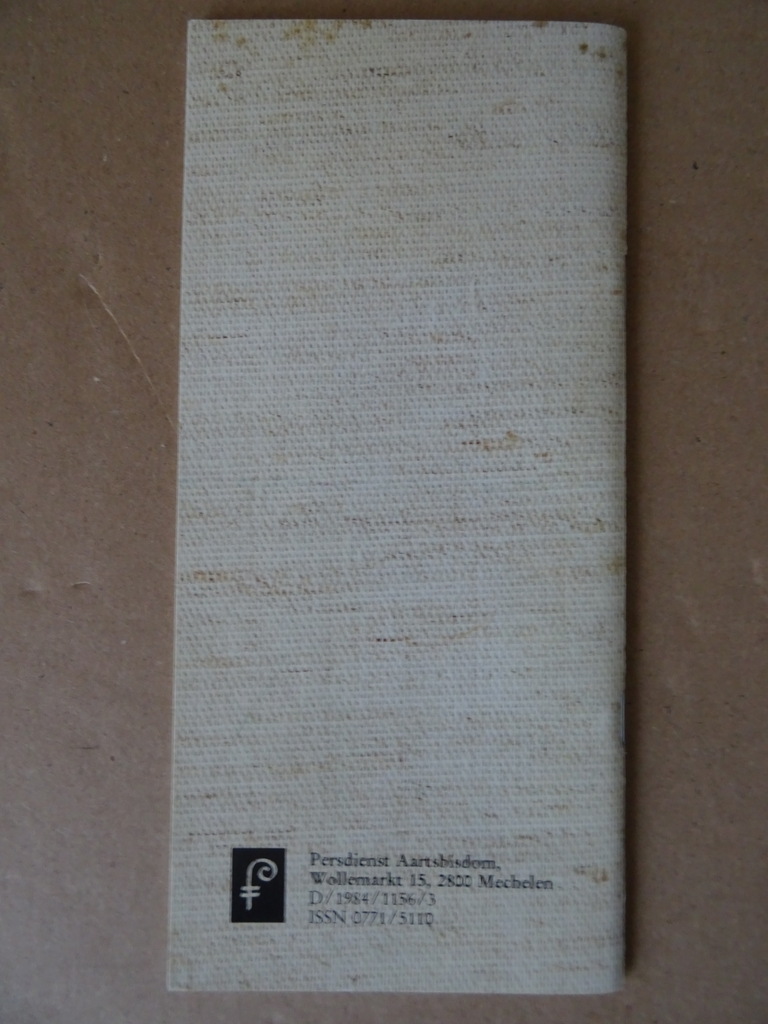 Persdienst Aartsbisdom,
Wollemarkt 15, 2800 Mechelen
D/1984/1156/3
ISSN 0771/5110